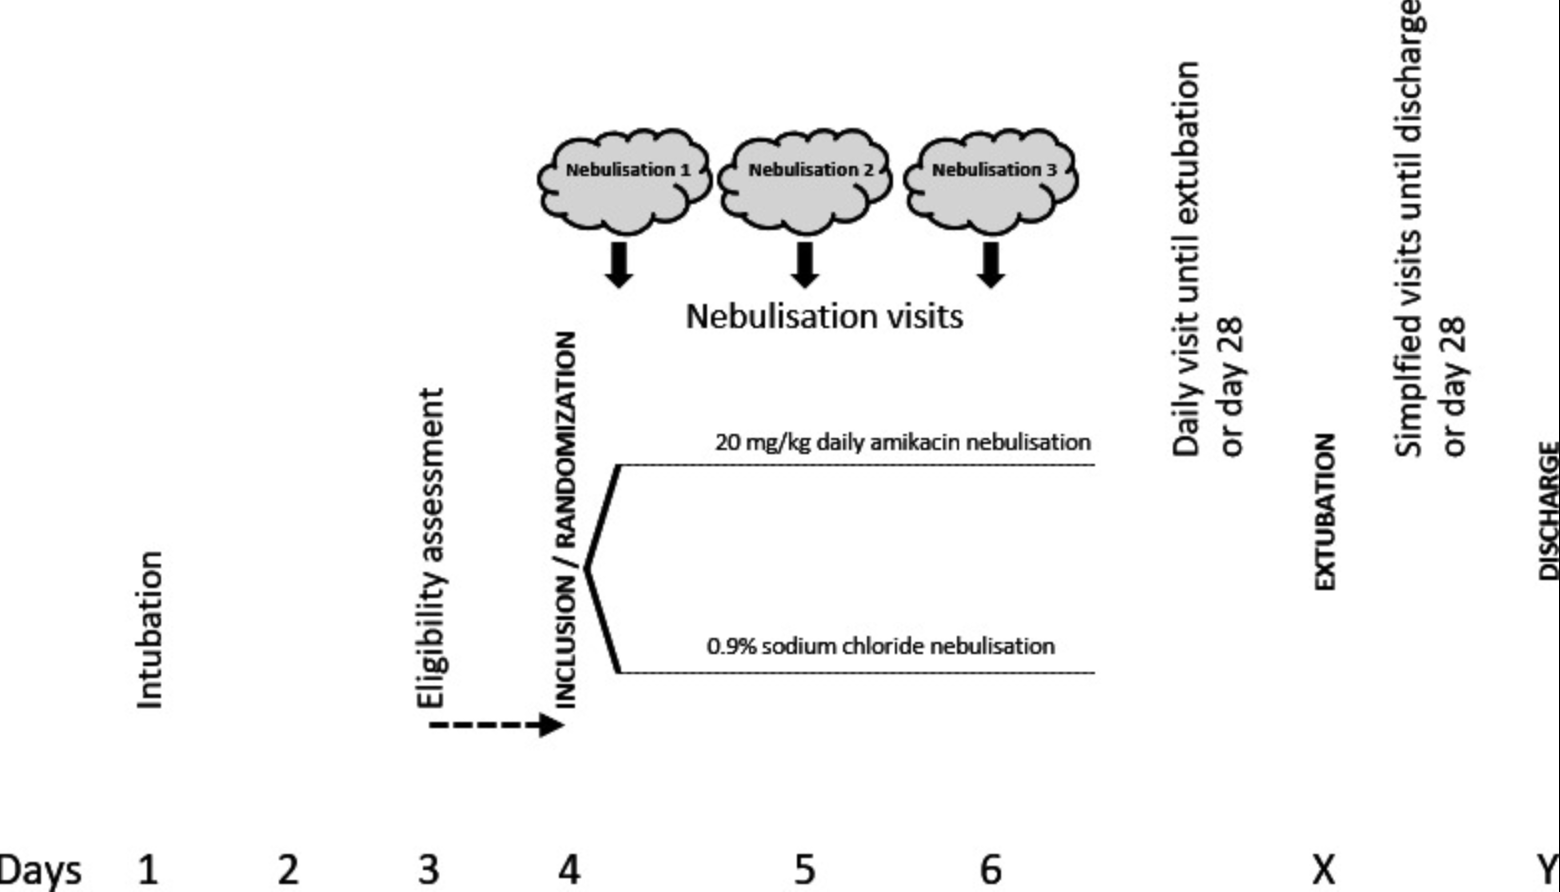 Nebulisation 1
Nebulisation 2
Nebulisation 3
Nebulisation visits
Intubation
Eligibility assessment
INCLUSION / RANDOMIZATION
20 mg/kg daily amikacin nebulisation
0.9% sodium chloride nebulisation
Daily visit until extubation
or day 28
EXTUBATION
Simplfied visits until discharge
or day 28
DISCHARGE
Days 1 2 3 4 5 6 X Y